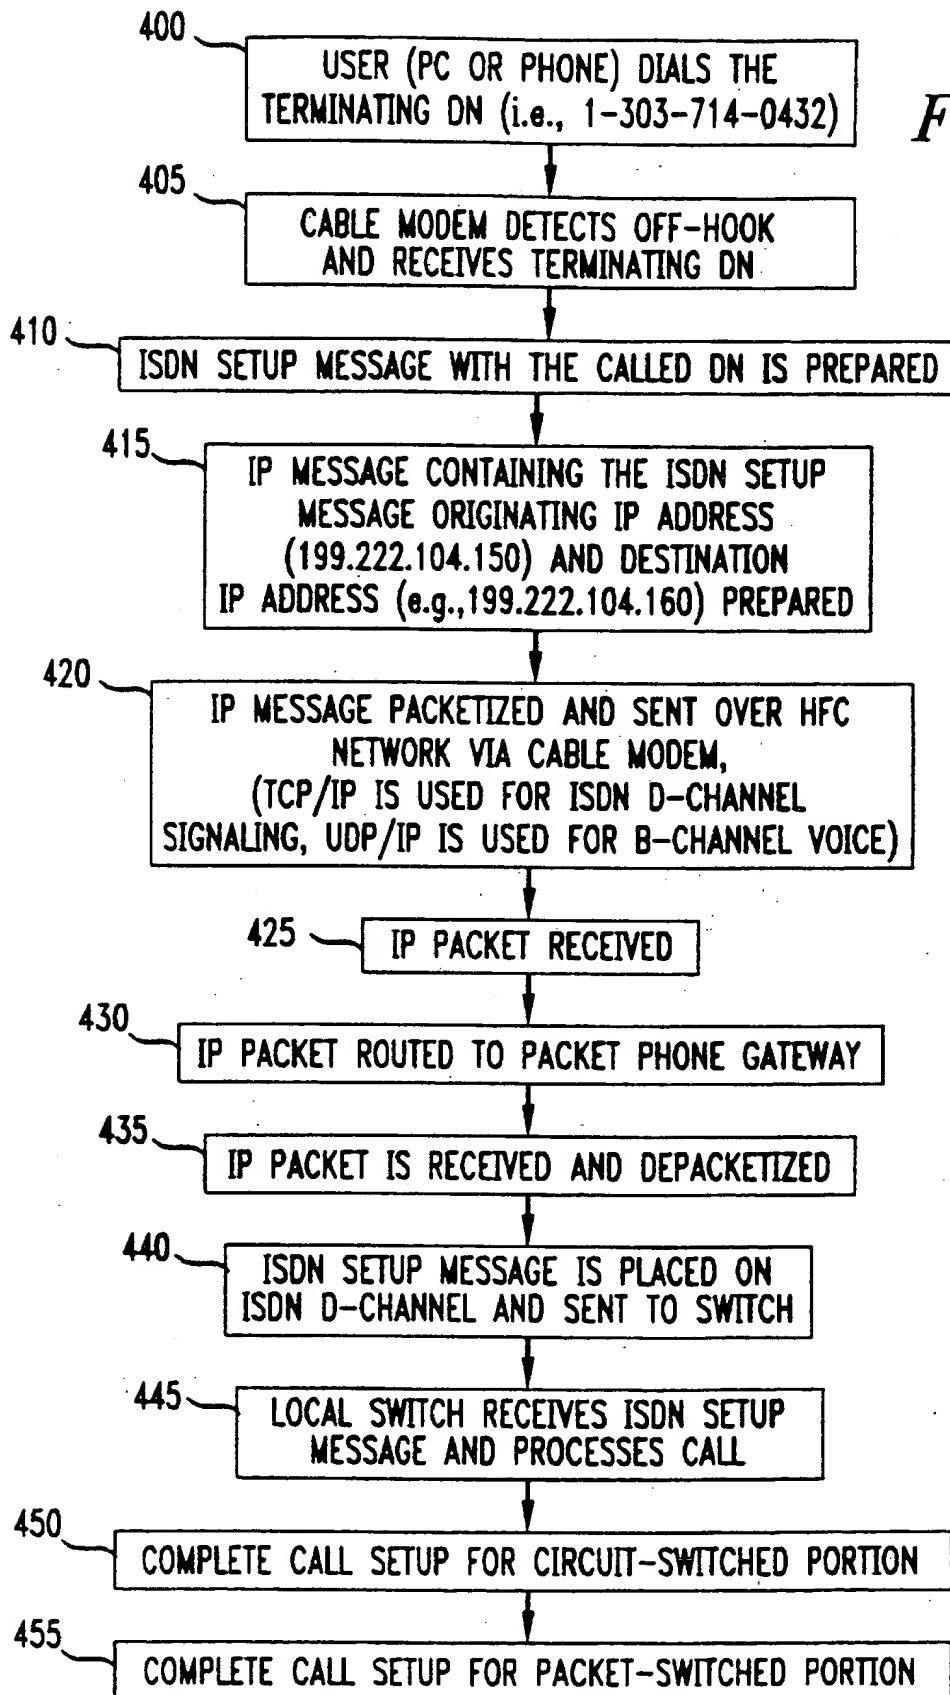 400
USER (PC OR PHONE) DIALS THE
TERMINATING DN (i.e., 1-303-714-0432)
F
405
CABLE MODEM DETECTS OFF-HOOK
AND RECEIVES TERMINATING DN
410
ISDN SETUP MESSAGE WITH THE CALLED DN IS PREPARED
415
IP MESSAGE CONTAINING THE ISDN SETUP
MESSAGE ORIGINATING IP ADDRESS
(199.222.104.150) AND DESTINATION
IP ADDRESS (e.g.,199.222.104.160) PREPARED
420
IP MESSAGE PACKETIZED AND SENT OVER HFC
NETWORK VIA CABLE MODEM,
(TCP/IP IS USED FOR ISDN D-CHANNEL
SIGNALING, UDP/IP IS USED FOR B-CHANNEL VOICE)
425
IP PACKET RECEIVED
430
IP PACKET ROUTED TO PACKET PHONE GATEWAY
435
IP PACKET IS RECEIVED AND DEPACKETIZED
440
ISDN SETUP MESSAGE IS PLACED ON
ISDN D-CHANNEL AND SENT TO SWITCH
445
LOCAL SWITCH RECEIVES ISDN SETUP
MESSAGE AND PROCESSES CALL
450
COMPLETE CALL SETUP FOR CIRCUIT-SWITCHED PORTION
455
COMPLETE CALL SETUP FOR PACKET-SWITCHED PORTION